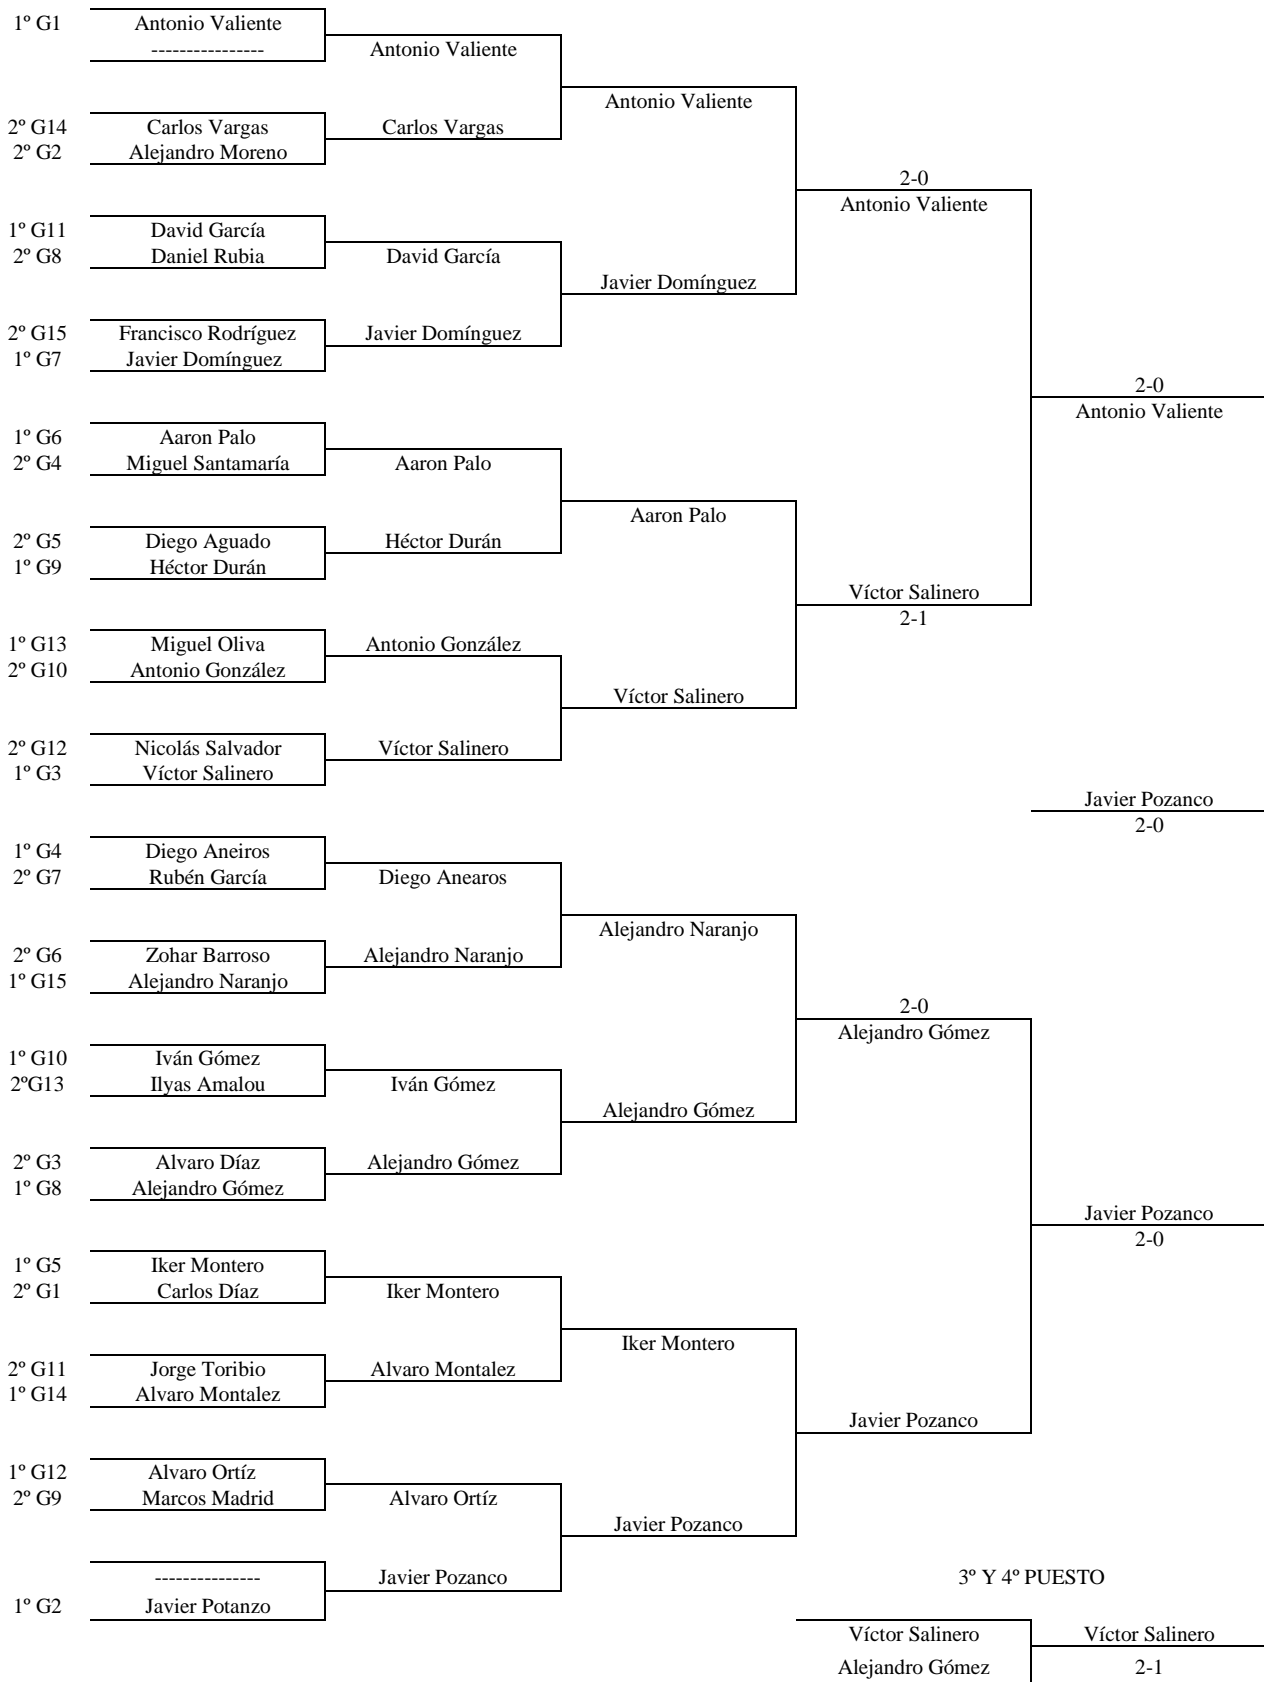 1º G1 Antonio Valiente
---------------- Antonio Valiente
Antonio Valiente
2º G14 Carlos Vargas Carlos Vargas
2º G2 Alejandro Moreno
2-0
Antonio Valiente
1º G11 David García
2º G8 Daniel Rubia David García
Javier Domínguez
2º G15 Francisco Rodríguez Javier Domínguez
1º G7 Javier Domínguez
2-0
Antonio Valiente
1º G6 Aaron Palo
2º G4 Miguel Santamaría Aaron Palo
Aaron Palo
2º G5 Diego Aguado Héctor Durán
1º G9 Héctor Durán
Víctor Salinero
2-1
1º G13 Miguel Oliva Antonio González
2º G10 Antonio González
Víctor Salinero
2º G12 Nicolás Salvador Víctor Salinero
1º G3 Víctor Salinero
Javier Pozanco
2-0
1º G4 Diego Aneiros
2º G7 Rubén García Diego Anearos
Alejandro Naranjo
2º G6 Zohar Barroso Alejandro Naranjo
1º G15 Alejandro Naranjo
2-0
Alejandro Gómez
1º G10 Iván Gómez
2ºG13 Ilyas Amalou Iván Gómez
Alejandro Gómez
2º G3 Alvaro Díaz Alejandro Gómez
1º G8 Alejandro Gómez
Javier Pozanco
2-0
1º G5 Iker Montero
2º G1 Carlos Díaz Iker Montero
Iker Montero
2º G11 Jorge Toribio Alvaro Montalez
1º G14 Alvaro Montalez
Javier Pozanco
1º G12 Alvaro Ortíz
2º G9 Marcos Madrid Alvaro Ortíz
Javier Pozanco
--------------- Javier Pozanco 3º Y 4º PUESTO
1º G2 Javier Potanzo
Víctor Salinero Víctor Salinero
Alejandro Gómez 2-1